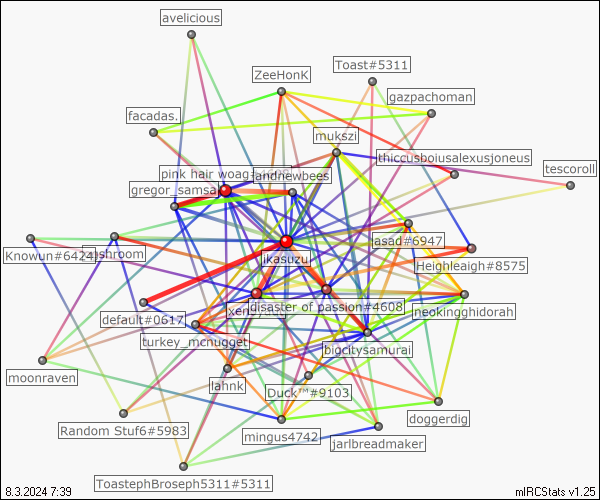 avelicious
Toast#5311
ZeeHonK
gazpachoman
facadas.
mukszi
thiccusboiusalexusjoneus
pink hair woag
andnewbees
tescoroll
gregor_samsa
Knowun#6424
shroom
asad#6947
ikasuzu
Heighleaigh#8575
xen
disaster of passion#4608
neokingghidorah
default#0617
turkey_mcnugget
bigcitysamurai
moonraven
lahnk
Duck™#9103
doggerdig
Random Stuf6#5983
mingus4742
jarlbreadmaker
ToastephBroseph5311#5311
8.3.2024 7:39
mIRCStats v1.25